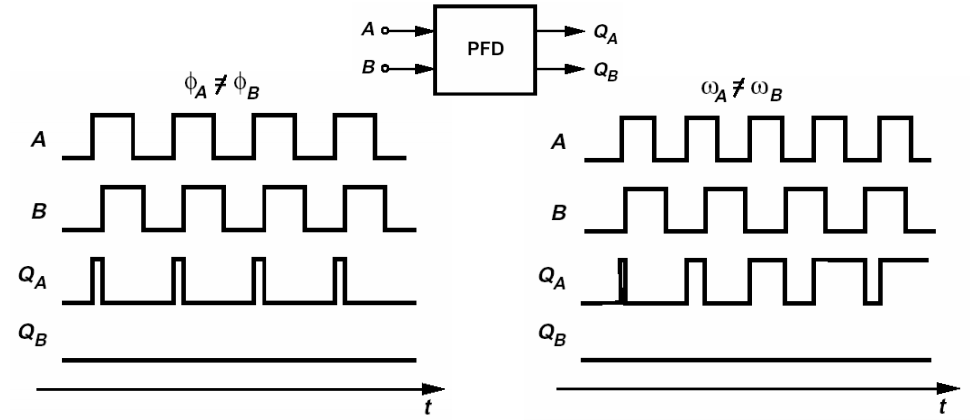 A PFD Q_A
B Q_B
ϕ_A ≠ ϕ_B
A
B
Q_A
Q_B
t
ω_A ≠ ω_B
A
B
Q_A
Q_B
t